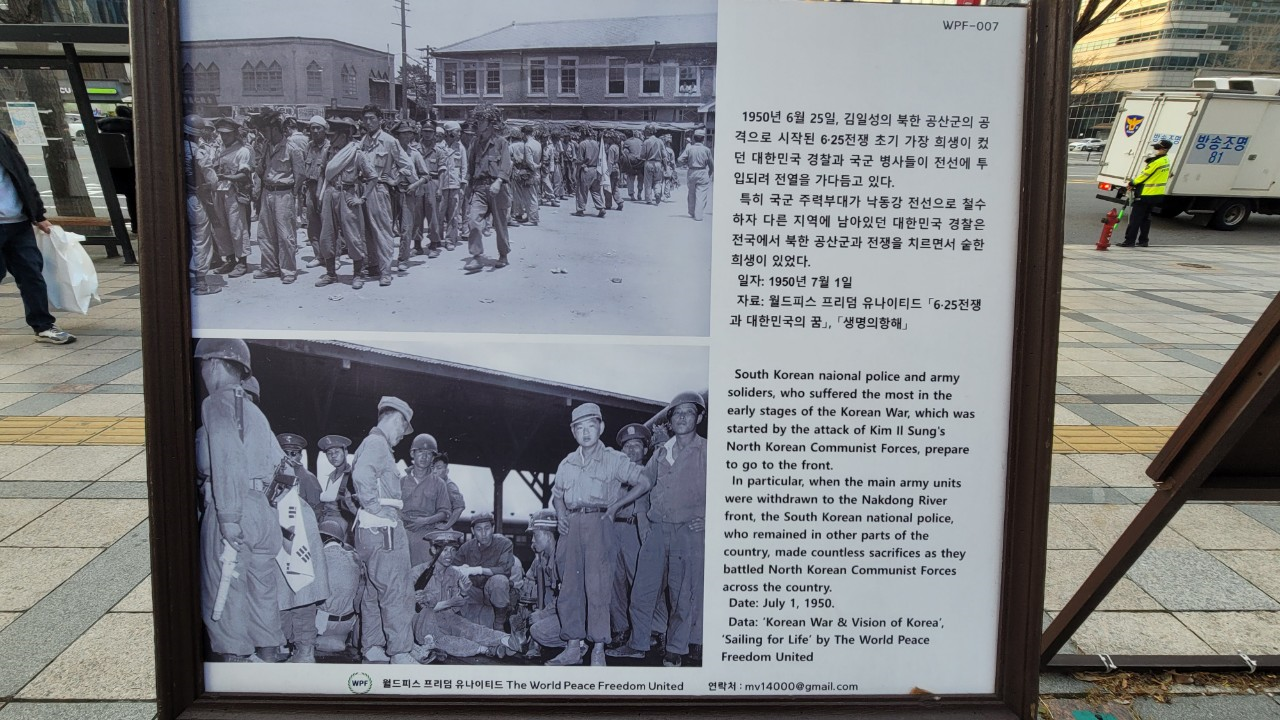 WPF-007
1950년 6월 25일, 김일성의 북한 공산군의 공
격으로 시작된 6·25전쟁 초기 가장 희생이 컸
던 대한민국 경찰과 국군 병사들이 전선에 투
입되려 전열을 가다듬고 있다.
특히 국군 주력부대가 낙동강 전선으로 철수
하자 다른 지역에 남아있던 대한민국 경찰은
전국에서 북한 공산군과 전쟁을 치르면서 숱한
희생이 있었다.
일자: 1950년 7월 1일
자료: 월드피스 프리덤 유나이티드 「6·25전쟁
과 대한민국의 꿈」, 「생명의항해」
South Korean naional police and army
soliders, who suffered the most in the
early stages of the Korean War, which was
started by the attack of Kim Il Sung's
North Korean Communist Forces, prepare
to go to the front.
In particular, when the main army units
were withdrawn to the Nakdong River
front, the South Korean national police,
who remained in other parts of the
country, made countless sacrifices as they
battled North Korean Communist Forces
across the country.
Date: July 1, 1950.
Data: 'Korean War & Vision of Korea',
'Sailing for Life' by The World Peace
Freedom United
WPF 월드피스 프리덤 유나이티드 The World Peace Freedom United 연락처 : mv14000@gmail.com
방송조명
81